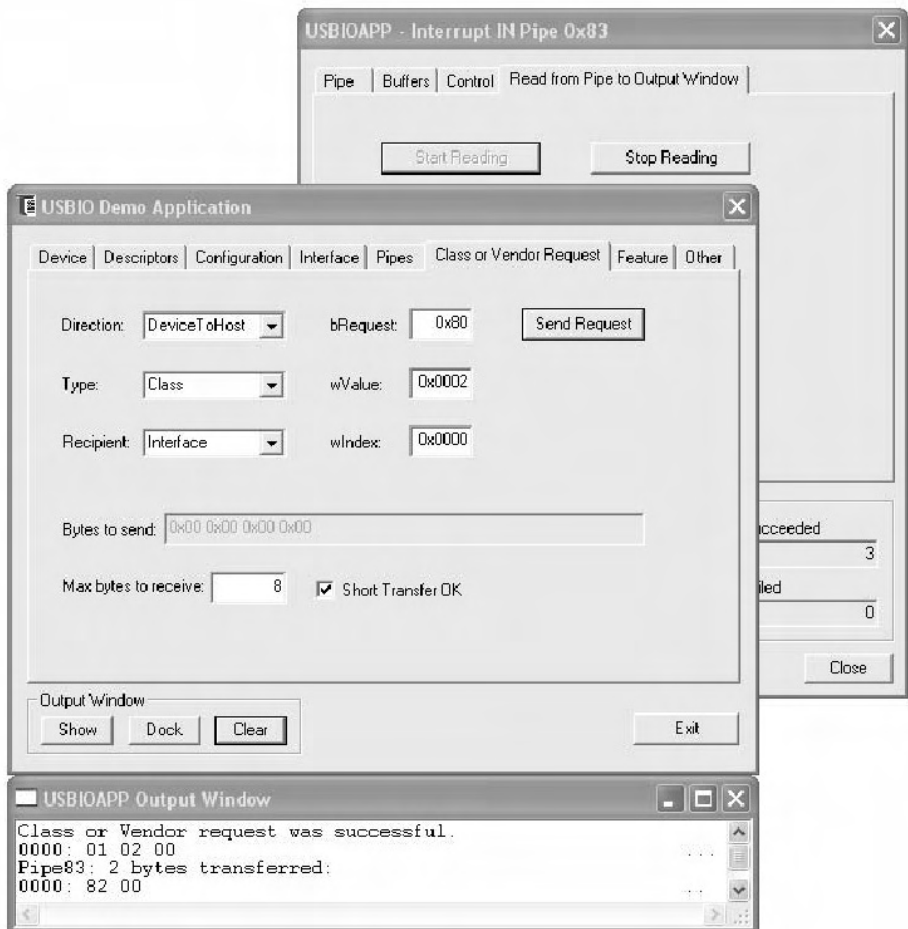 USBIOAPP - Interrupt IN Pipe 0x83
Pipe Buffers Control Read from Pipe to Output Window
Start Reading Stop Reading
USBIO Demo Application
Device Descriptors Configuration Interface Pipes Class or Vendor Request Feature Other
Direction: DeviceToHost bRequest: 0x80 Send Request
Type: Class wValue: 0x0002
Recipient: Interface wIndex: 0x0000
Bytes to send: 0x00 0x00 0x00 0x00
ucceeded
3
Max bytes to receive: 8 Short Transfer OK
iled
0
Close
Output Window
Show Dock Clear Exit
USBIOAPP Output Window
Class or Vendor request was successful.
0000: 01 02 00 ...
Pipe83: 2 bytes transferred:
0000: 82 00 ..